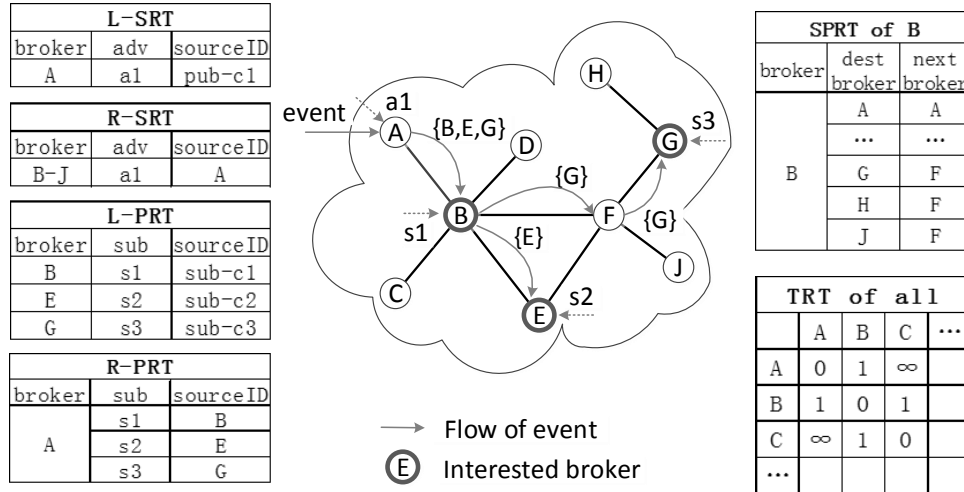 L-SRT
broker adv sourceID
A a1 pub-c1
R-SRT
broker adv sourceID
B-J a1 A
L-PRT
broker sub sourceID
B s1 sub-c1
E s2 sub-c2
G s3 sub-c3
R-PRT
broker sub sourceID
A
s1 B
s2 E
s3 G
event
a1
A
{B,E,G}
D
H
G
s3
{G}
B
s1
F
{G}
{E}
C
E
s2
J
Flow of event
E Interested broker
SPRT of B
broker dest broker next broker
B
A A
... ...
G F
H F
J F
TRT of all
A B C ...
A 0 1 ∞
B 1 0 1
C ∞ 1 0
...